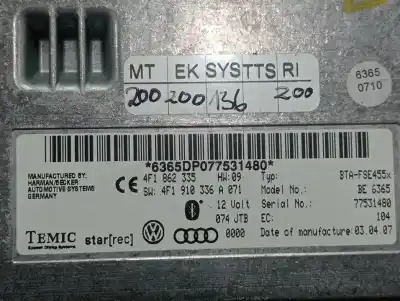 MT EK SYSTTS RI
200 200 136 200
6365
0710
*6365DP077531480*
MANUFACTURED BY:
HARMAN/BECKER
AUTOMOTIVE SYSTEMS
GERMANY
4F1 862 335 HW: 09 Typ: BTA-FSE455x
SW: 4F1 910 336 A 071 Model No.: BE 6365
12 Volt Serial No.: 77531480
074 JTB EC: 104
0000 Date of manufacture: 03.04.07
TEMIC star[rec]